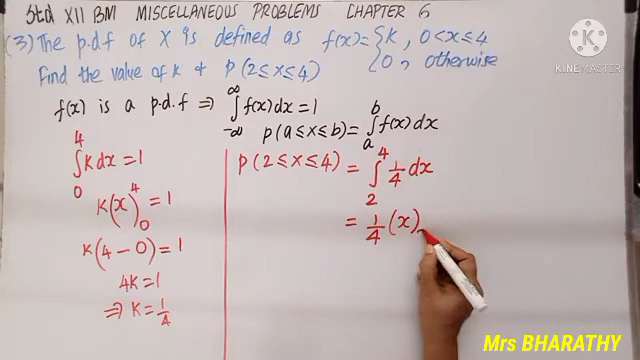 Std XII BM MISCELLANEOUS PROBLEMS CHAPTER 6
(3) The p.d.f of X is defined as f(x) = { K, 0<x≤4
Find the value of K & P(2≤x≤4) { 0, otherwise
f(x) is a p.d.f ⇒ ∫_{-∞}^{∞} f(x)dx = 1
P(a≤x≤b) = ∫_a^b f(x) dx
∫_0^4 K dx = 1
K(x)_0^4 = 1
K(4-0) = 1
4K = 1
⇒ K = 1/4
P(2≤x≤4) = ∫_2^4 1/4 dx
= 1/4 (x)
KINEMASTER
Mrs BHARATHY